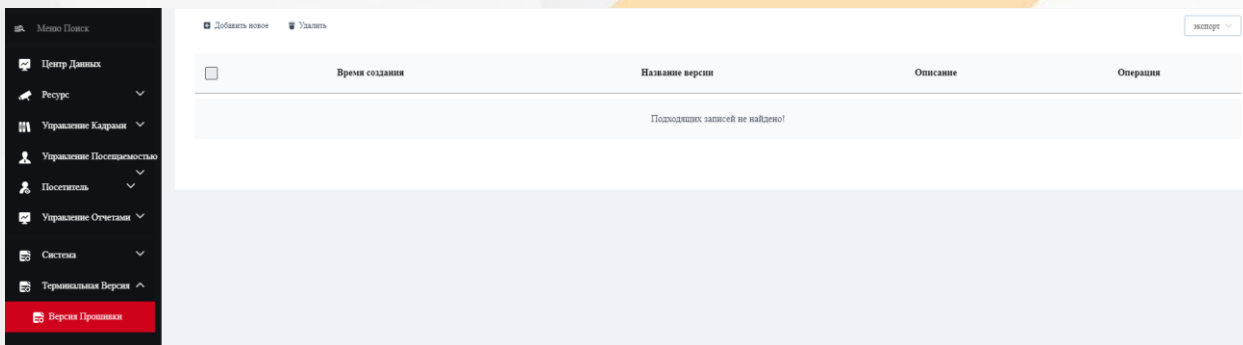 Меню Поиск
Центр Данных
Ресурс
Управление Кадрами
Управление Посещаемостью
Посетитель
Управление Отчетами
Система
Терминальная Версия
Версия Прошивки
Добавить новое Удалить экспорт
Время создания Название версии Описание Операция
Подходящих записей не найдено!